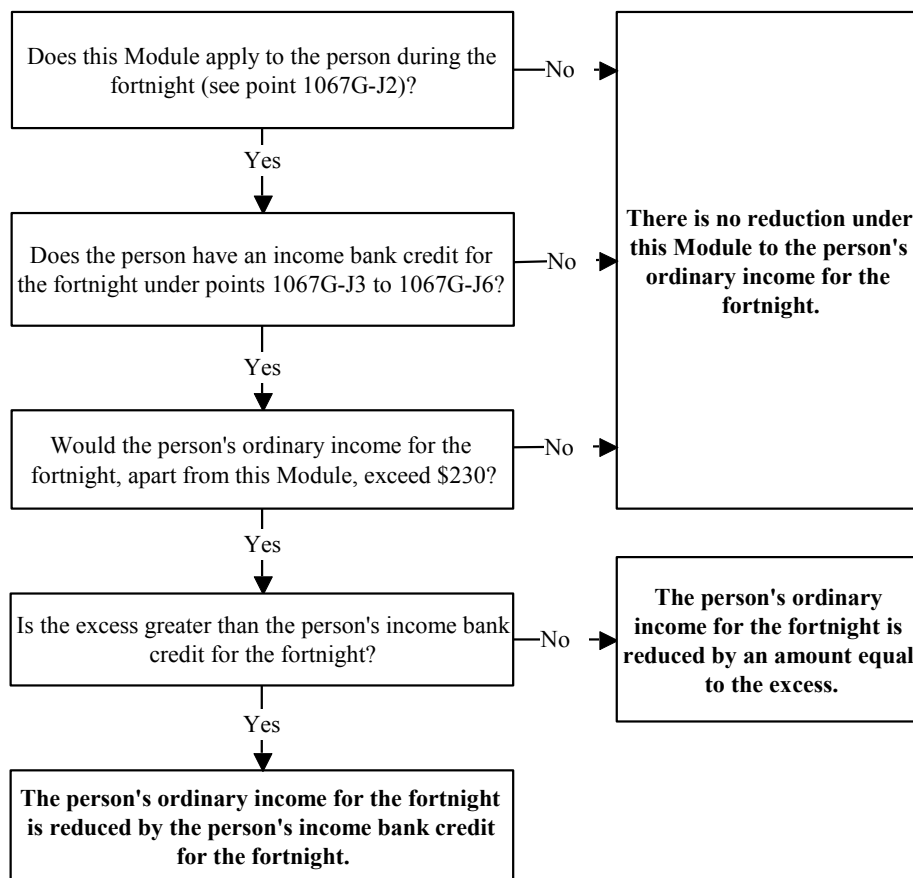 Does this Module apply to the person during the
fortnight (see point 1067G-J2)?
No
Yes
There is no reduction under
this Module to the person's
ordinary income for the
fortnight.
Does the person have an income bank credit for
the fortnight under points 1067G-J3 to 1067G-J6?
No
Yes
Would the person's ordinary income for the
fortnight, apart from this Module, exceed $230?
No
Yes
Is the excess greater than the person's income bank
credit for the fortnight?
No
The person's ordinary
income for the fortnight is
reduced by an amount equal
to the excess.
Yes
The person's ordinary income for the fortnight
is reduced by the person's income bank credit
for the fortnight.